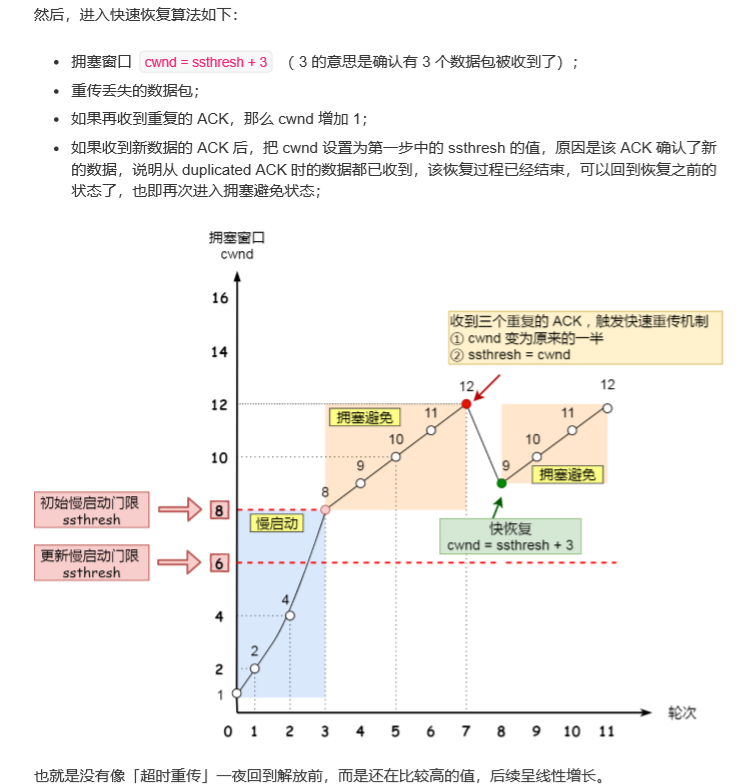 然后，进入快速恢复算法如下：
拥塞窗口 cwnd = ssthresh + 3 （ 3 的意思是确认有 3 个数据包被收到了）；
重传丢失的数据包；
如果再收到重复的 ACK，那么 cwnd 增加 1；
如果收到新数据的 ACK 后，把 cwnd 设置为第一步中的 ssthresh 的值，原因是该 ACK 确认了新
的数据，说明从 duplicated ACK 时的数据都已收到，该恢复过程已经结束，可以回到恢复之前的
状态了，也即再次进入拥塞避免状态；
拥塞窗口
cwnd
16
收到三个重复的 ACK，触发快速重传机制
① cwnd 变为原来的一半
② ssthresh = cwnd
14
12
12
12
拥塞避免
11
11
10
10
10
9
9
拥塞避免
8
初始慢启动门限
ssthresh
8
慢启动
快恢复
cwnd = ssthresh + 3
更新慢启动门限
ssthresh
6
4
4
2
2
1
0 1 2 3 4 5 6 7 8 9 10 11
轮次
也就是没有像「超时重传」一夜回到解放前，而是还在比较高的值，后续呈线性增长。